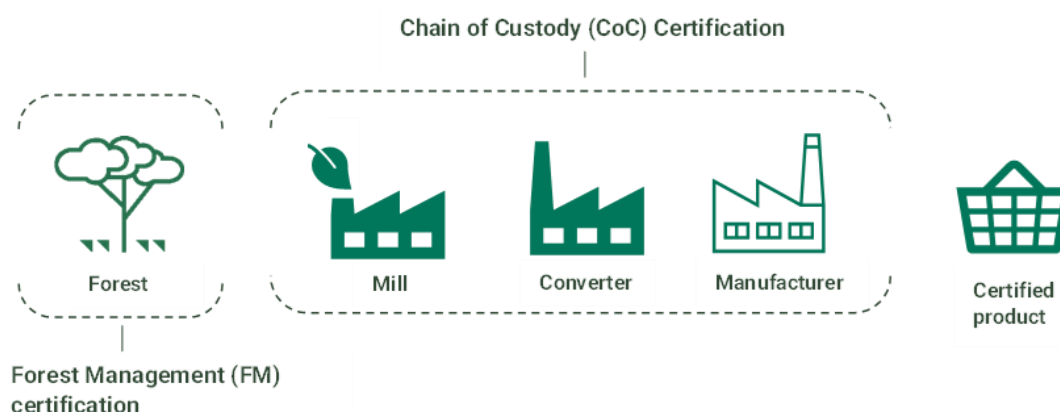 Chain of Custody (CoC) Certification
Forest
Mill
Converter
Manufacturer
Certified
product
Forest Management (FM)
certification